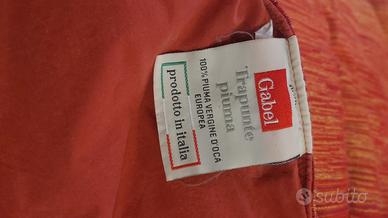 Gabel
Trapunte
piuma
100% PIUMA VERGINE D'OCA
EUROPEA
prodotto in italia
subito